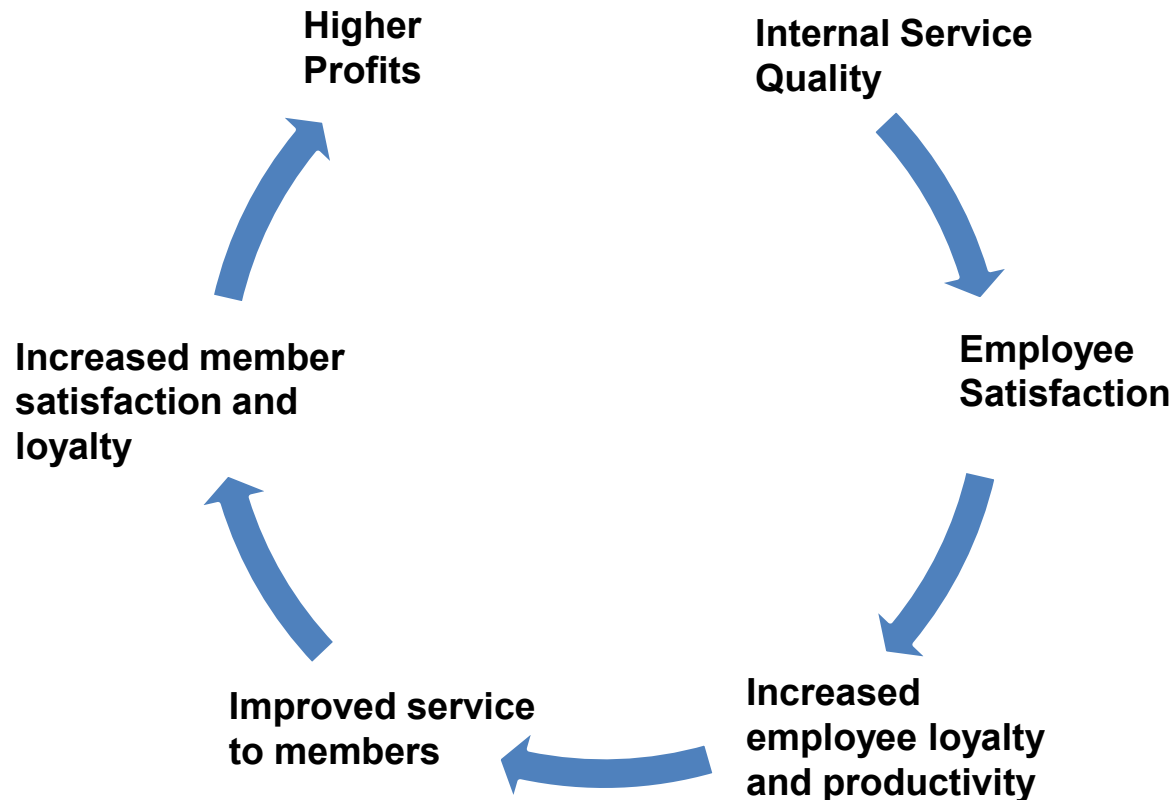 Higher
Profits
Internal Service
Quality
Employee
Satisfaction
Increased
employee loyalty
and productivity
Improved service
to members
Increased member
satisfaction and
loyalty